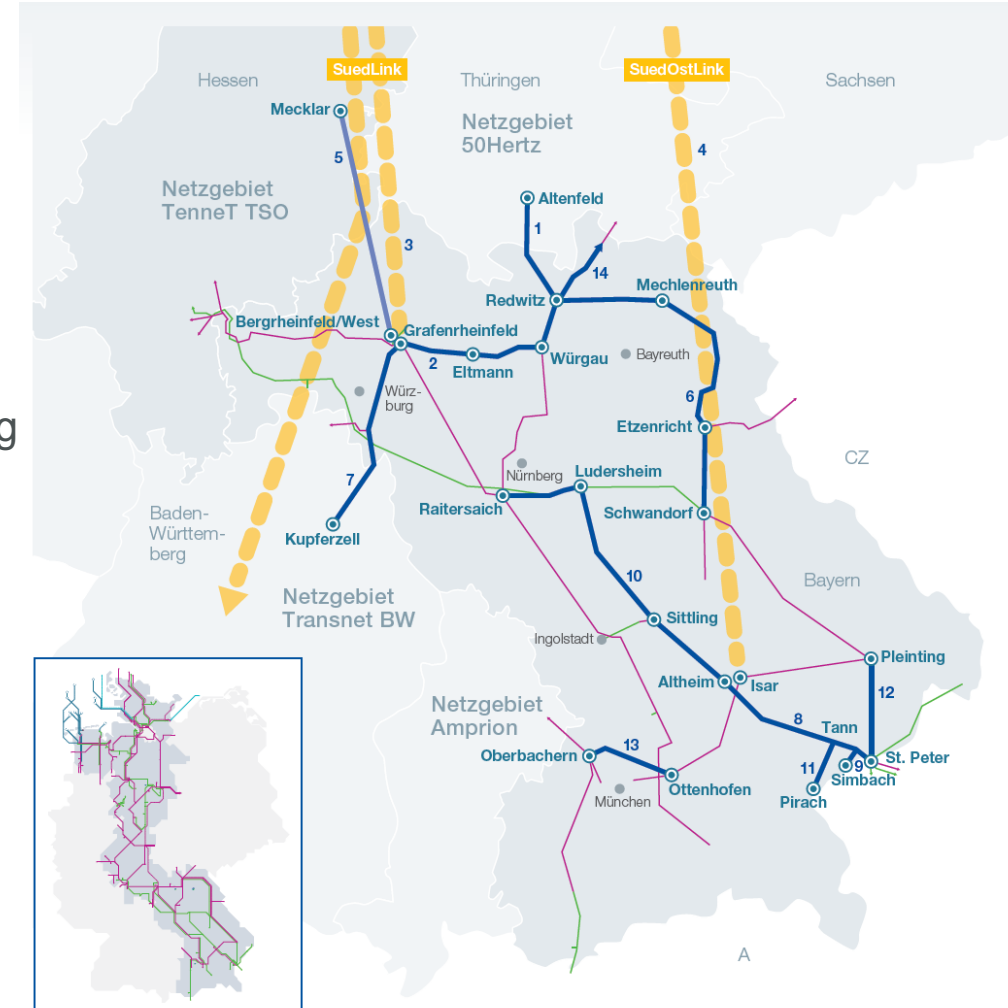 SuedLink
SuedOstLink
Hessen
Thüringen
Sachsen
Mecklar
Netzgebiet
50Hertz
4
5
Netzgebiet
TenneT TSO
Altenfeld
1
3
14
Mechlenreuth
Redwitz
Bergrheinfeld/West
Grafenrheinfeld
2
Eltmann
Würgau
Bayreuth
Würz-
burg
6
g
Etzenricht
CZ
7
Nürnberg
Ludersheim
Raitersaich
Schwandorf
Baden-
Württem-
berg
Kupferzell
10
Bayern
Netzgebiet
Transnet BW
Sittling
Ingolstadt
Pleinting
Altheim
Isar
12
Netzgebiet
Amprion
8
Tann
13
Oberbachern
St. Peter
11
9
Simbach
Ottenhofen
München
Pirach
A